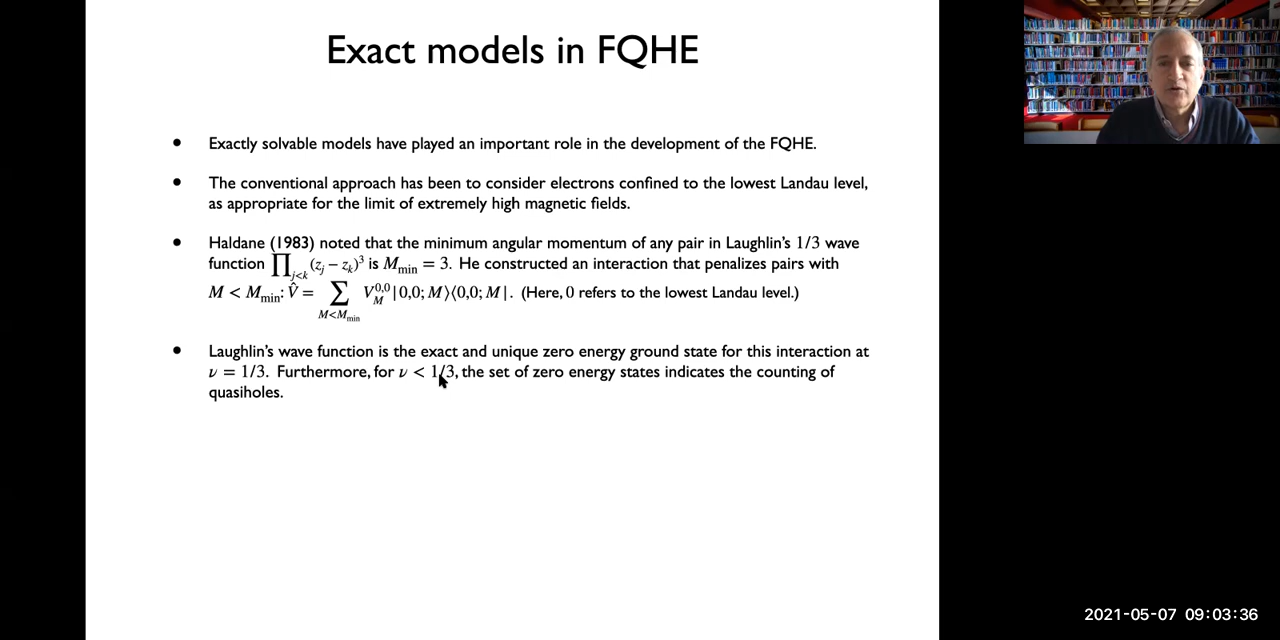 Exact models in FQHE
• Exactly solvable models have played an important role in the development of the FQHE.
• The conventional approach has been to consider electrons confined to the lowest Landau level,
as appropriate for the limit of extremely high magnetic fields.
• Haldane (1983) noted that the minimum angular momentum of any pair in Laughlin's 1/3 wave
function ∏_{j<k} (z_j − z_k)^3 is M_min = 3. He constructed an interaction that penalizes pairs with
M < M_min: V̂ = ∑_{M<M_min} V_M^{0,0} |0,0; M⟩⟨0,0; M|. (Here, 0 refers to the lowest Landau level.)
• Laughlin's wave function is the exact and unique zero energy ground state for this interaction at
ν = 1/3. Furthermore, for ν < 1/3, the set of zero energy states indicates the counting of
quasiholes.
2021-05-07 09:03:36